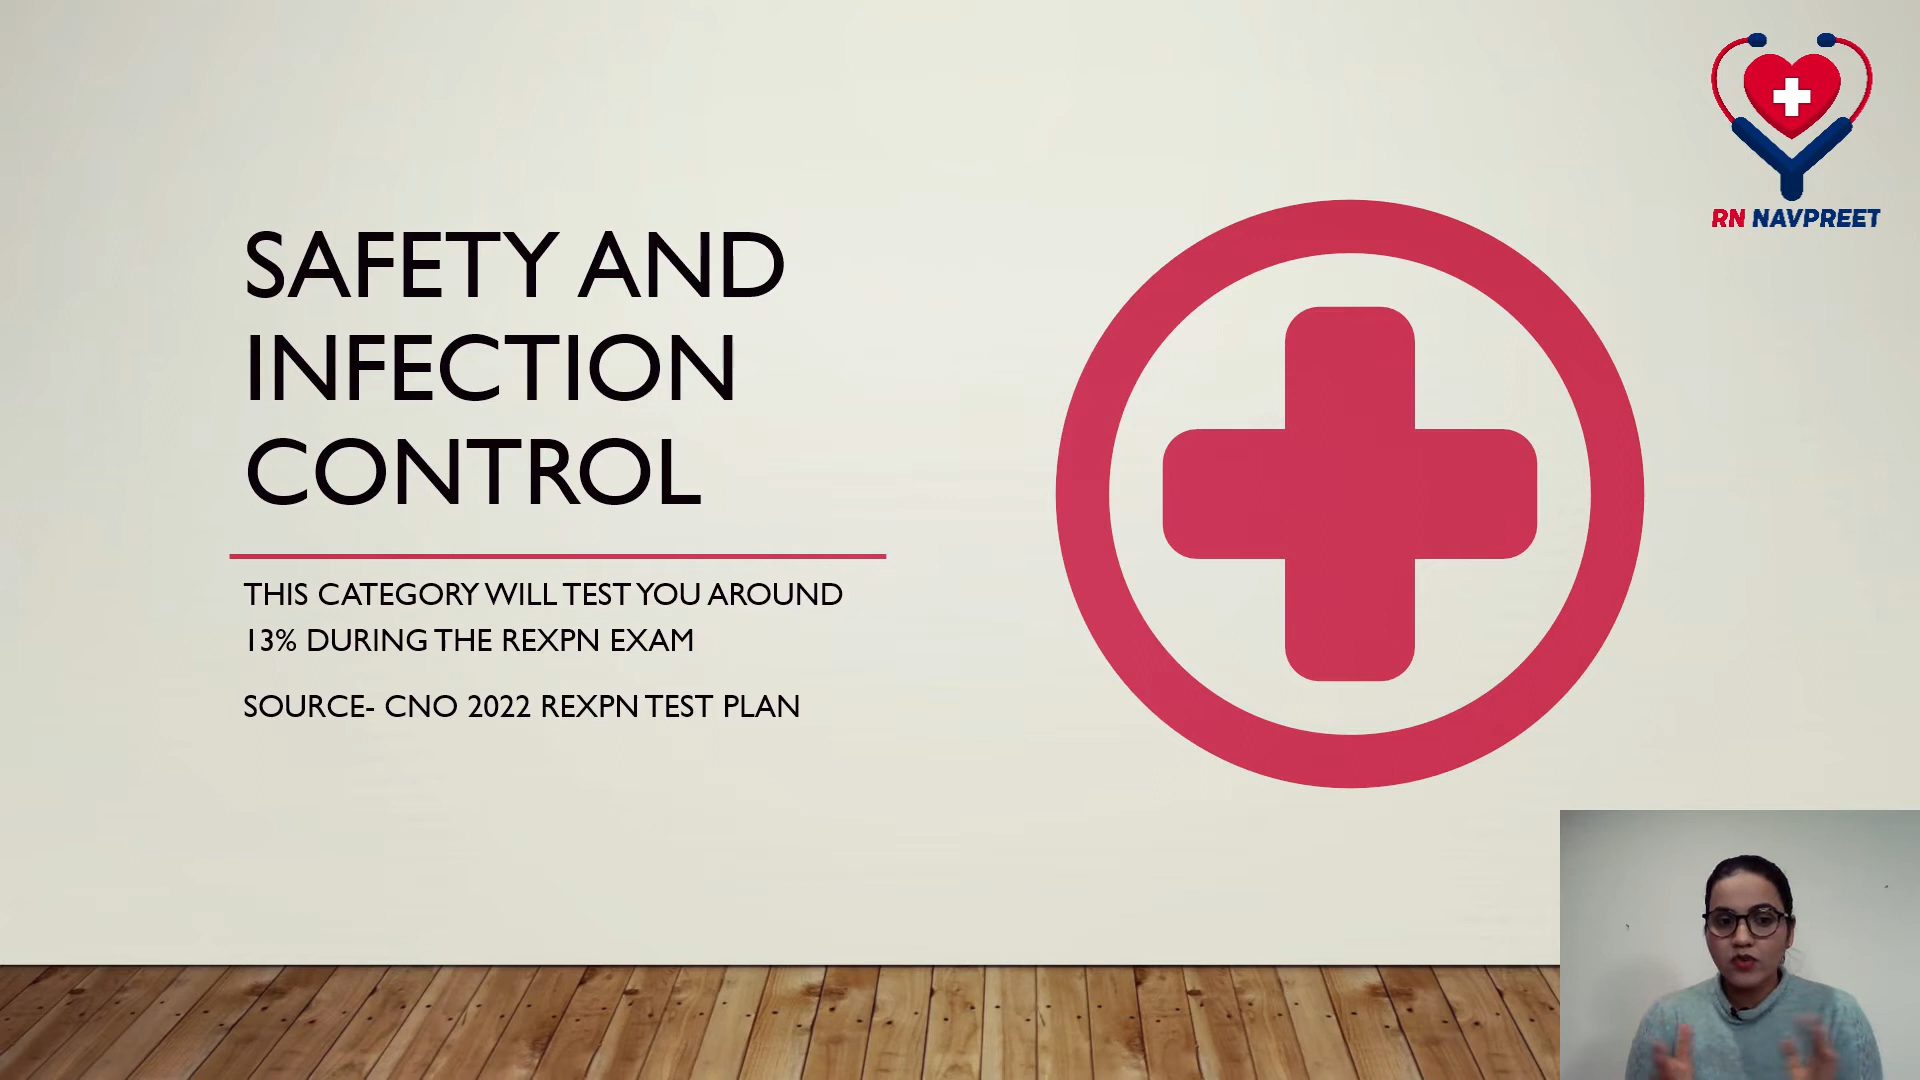 RN NAVPREET
SAFETY AND
INFECTION
CONTROL
THIS CATEGORY WILL TEST YOU AROUND
13% DURING THE REXPN EXAM
SOURCE- CNO 2022 REXPN TEST PLAN